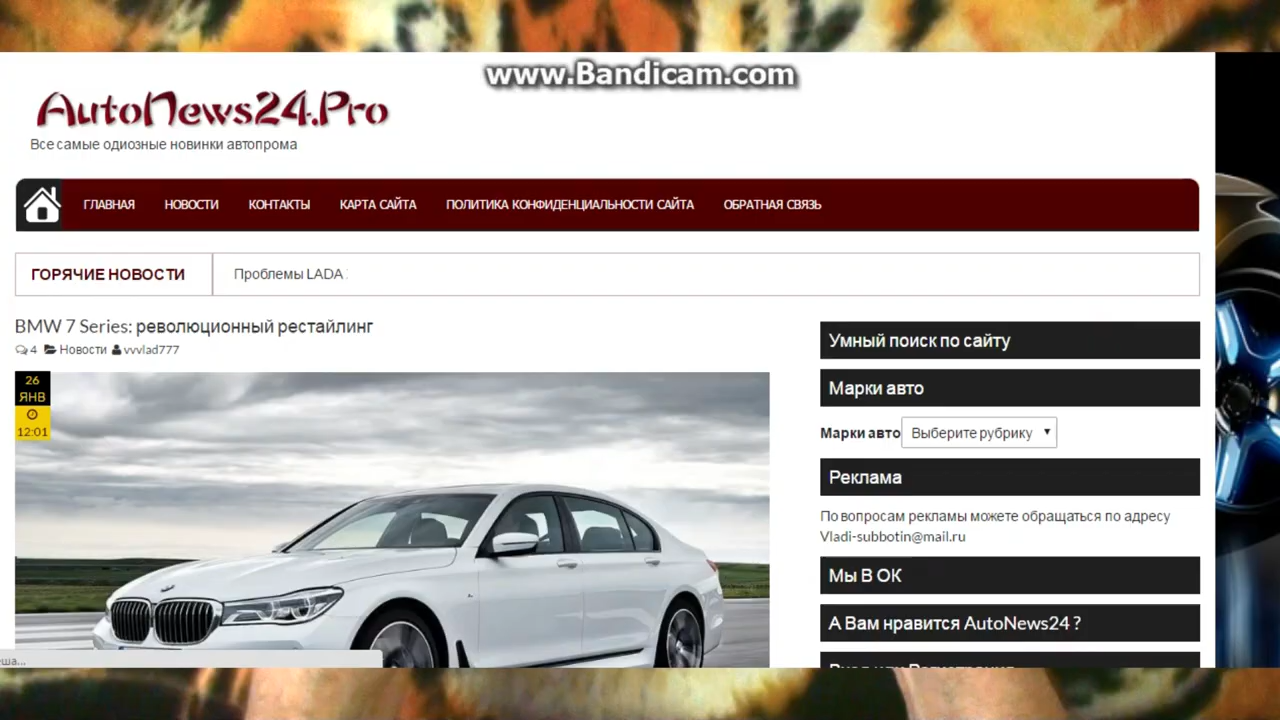 www.Bandicam.com
AutoNews24.Pro
Все самые одиозные новинки автопрома
ГЛАВНАЯ НОВОСТИ КОНТАКТЫ КАРТА САЙТА ПОЛИТИКА КОНФИДЕНЦИАЛЬНОСТИ САЙТА ОБРАТНАЯ СВЯЗЬ
ГОРЯЧИЕ НОВОСТИ Проблемы LADA
BMW 7 Series: революционный рестайлинг
4 Новости vvvlad777
26
ЯНВ
12:01
Умный поиск по сайту
Марки авто
Марки авто Выберите рубрику
Реклама
По вопросам рекламы можете обращаться по адресу
Vladi-subbotin@mail.ru
Мы В ОК
А Вам нравится AutoNews24 ?